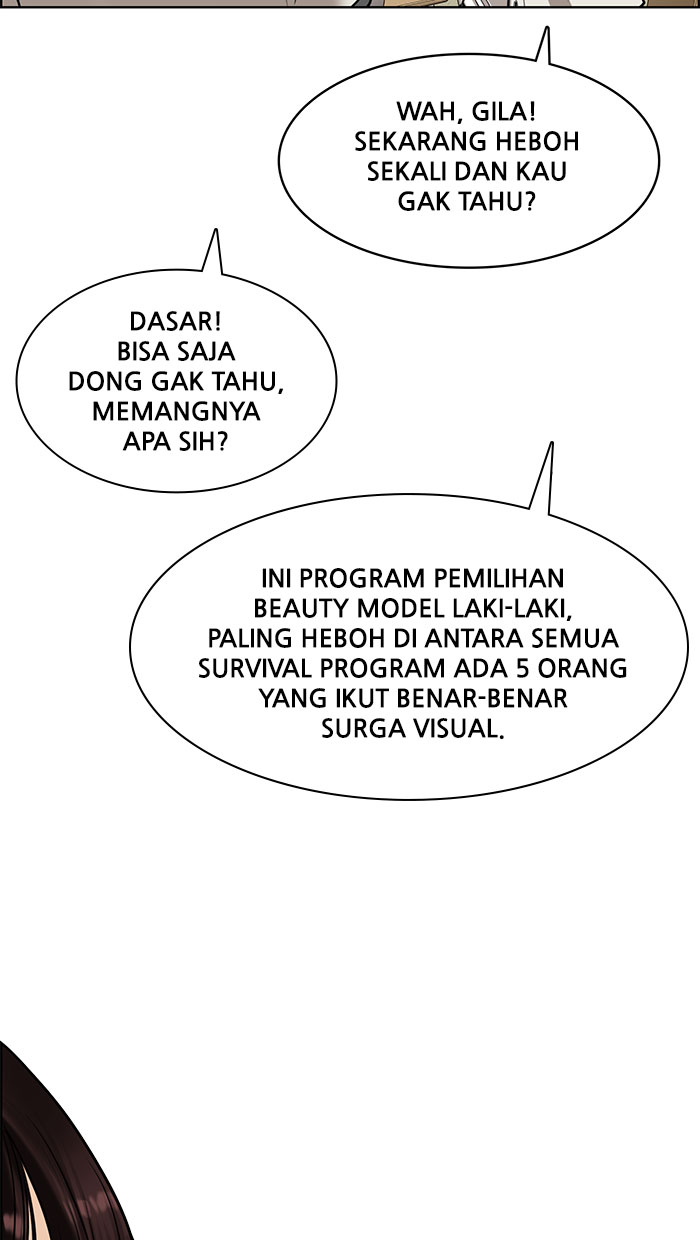 WAH, GILA!
SEKARANG HEBOH
SEKALI DAN KAU
GAK TAHU?
DASAR!
BISA SAJA
DONG GAK TAHU,
MEMANGNYA
APA SIH?
INI PROGRAM PEMILIHAN
BEAUTY MODEL LAKI-LAKI,
PALING HEBOH DI ANTARA SEMUA
SURVIVAL PROGRAM ADA 5 ORANG
YANG IKUT BENAR-BENAR
SURGA VISUAL.